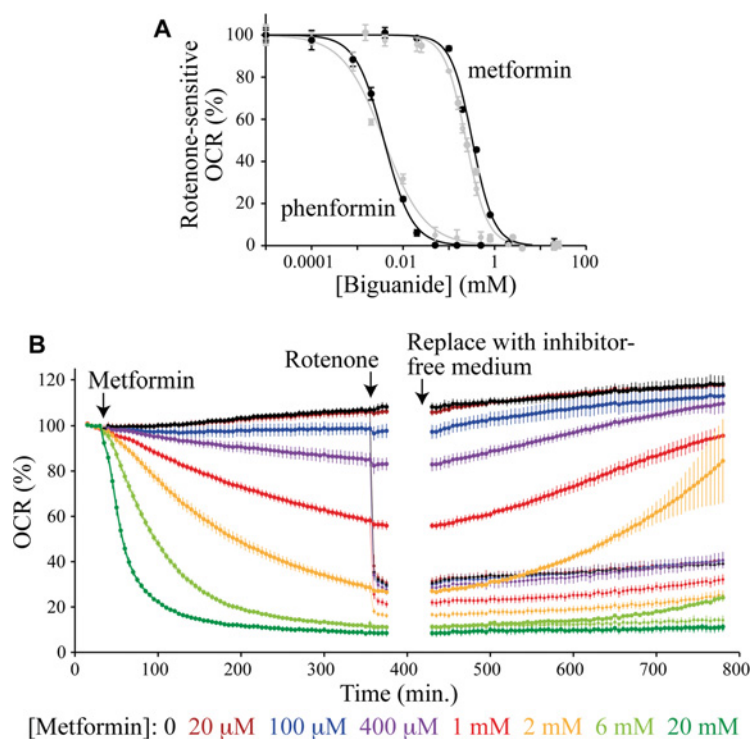 A
Rotenone-sensitive
OCR (%)
100
80
60
40
20
0
metformin
phenformin
0.0001
0.01
1
100
[Biguanide] (mM)
B
Metformin
Rotenone
Replace with inhibitor-
free medium
OCR (%)
120
100
80
60
40
20
0
0
100
200
300
400
500
600
700
800
Time (min.)
[Metformin]: 0 20 µM 100 µM 400 µM 1 mM 2 mM 6 mM 20 mM